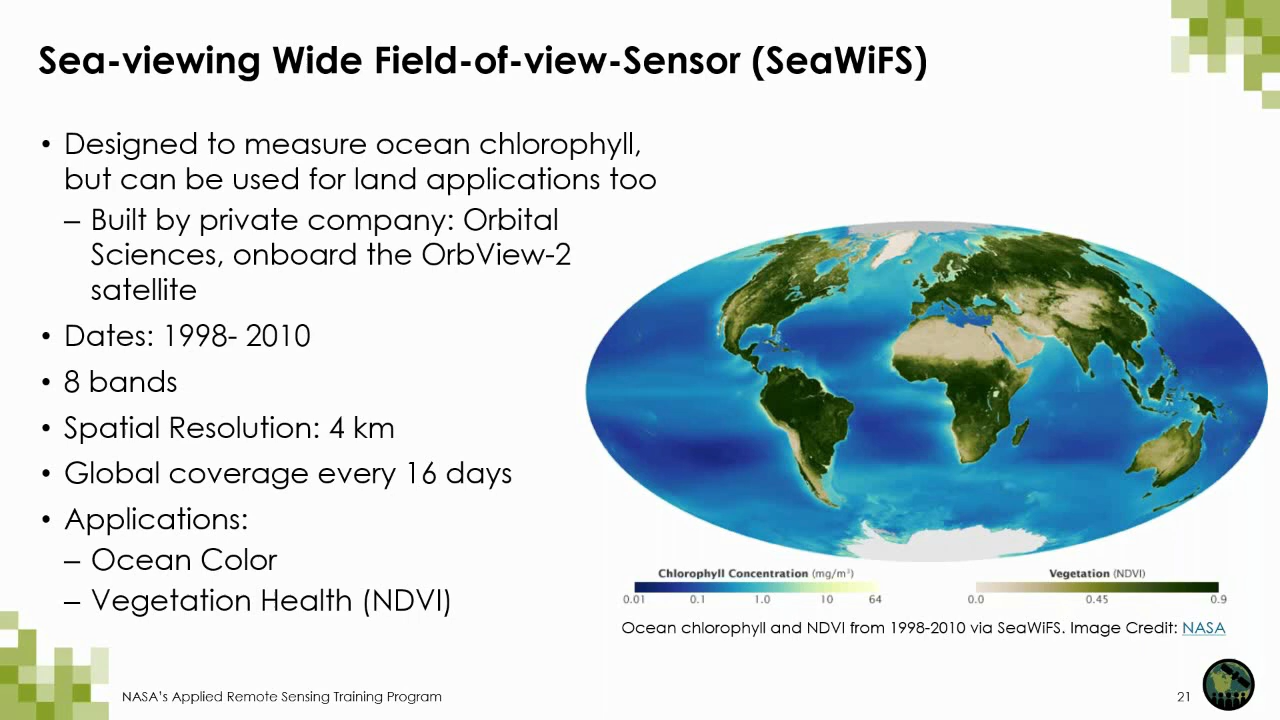 Sea-viewing Wide Field-of-view-Sensor (SeaWiFS)
• Designed to measure ocean chlorophyll,
but can be used for land applications too
– Built by private company: Orbital
Sciences, onboard the OrbView-2
satellite
• Dates: 1998- 2010
• 8 bands
• Spatial Resolution: 4 km
• Global coverage every 16 days
• Applications:
– Ocean Color
– Vegetation Health (NDVI)
Chlorophyll Concentration (mg/m³)
0.01 0.1 1.0 10 64
Vegetation (NDVI)
0.0 0.45 0.9
Ocean chlorophyll and NDVI from 1998-2010 via SeaWiFS. Image Credit: NASA
NASA’s Applied Remote Sensing Training Program
21